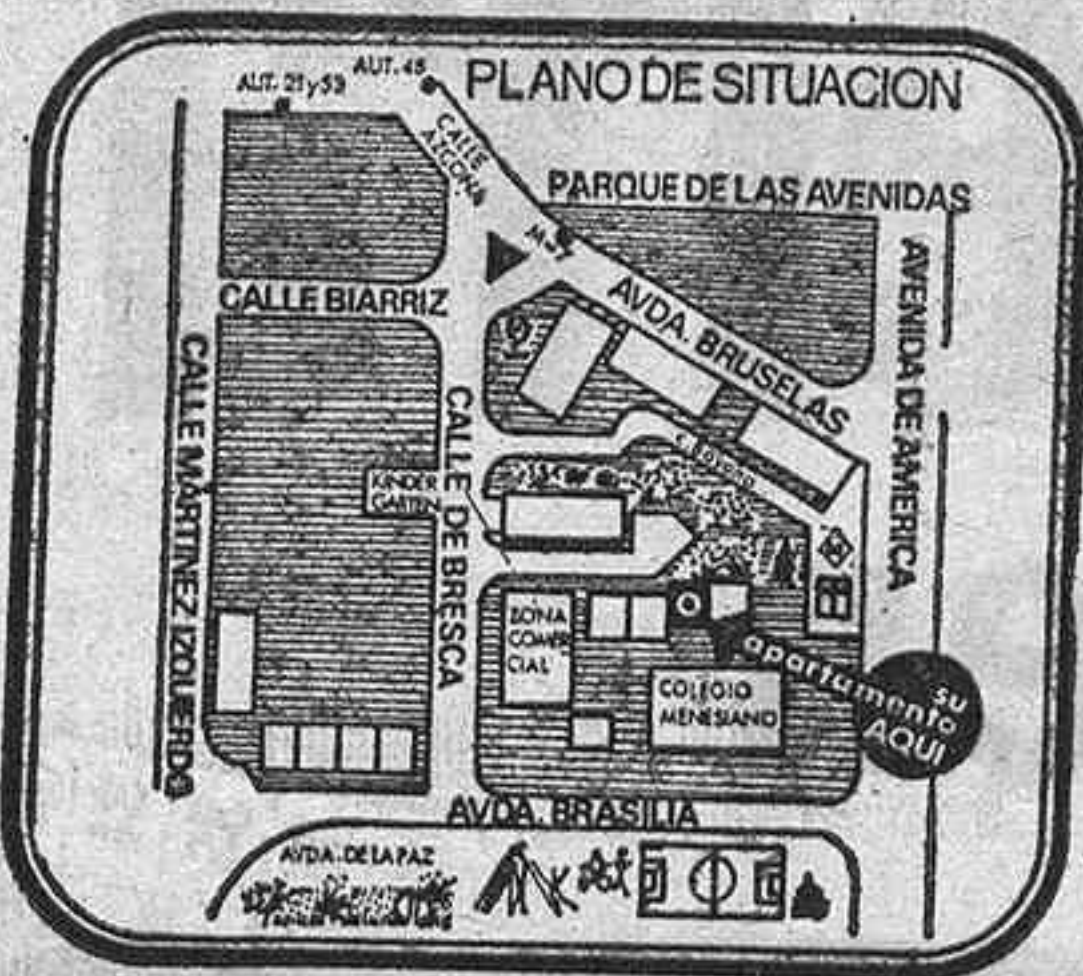 PLANO DE SITUACION
AUT. 45
AUT. 21 y 53
CALLE
PARQUE DE LAS AVENIDAS
M-7
CALLE BIARRIZ
AVDA. BRUSELAS
AVENIDA DE AMERICA
CALLE MARTINEZ IZQUIERDO
CALLE DE BRESCA
KINDER
GARTEN
ZONA
COMER
CIAL
COLEGIO
MENESIANO
su
apartamento
AQUI
AVDA. BRASILIA
AVDA. DE LA PAZ